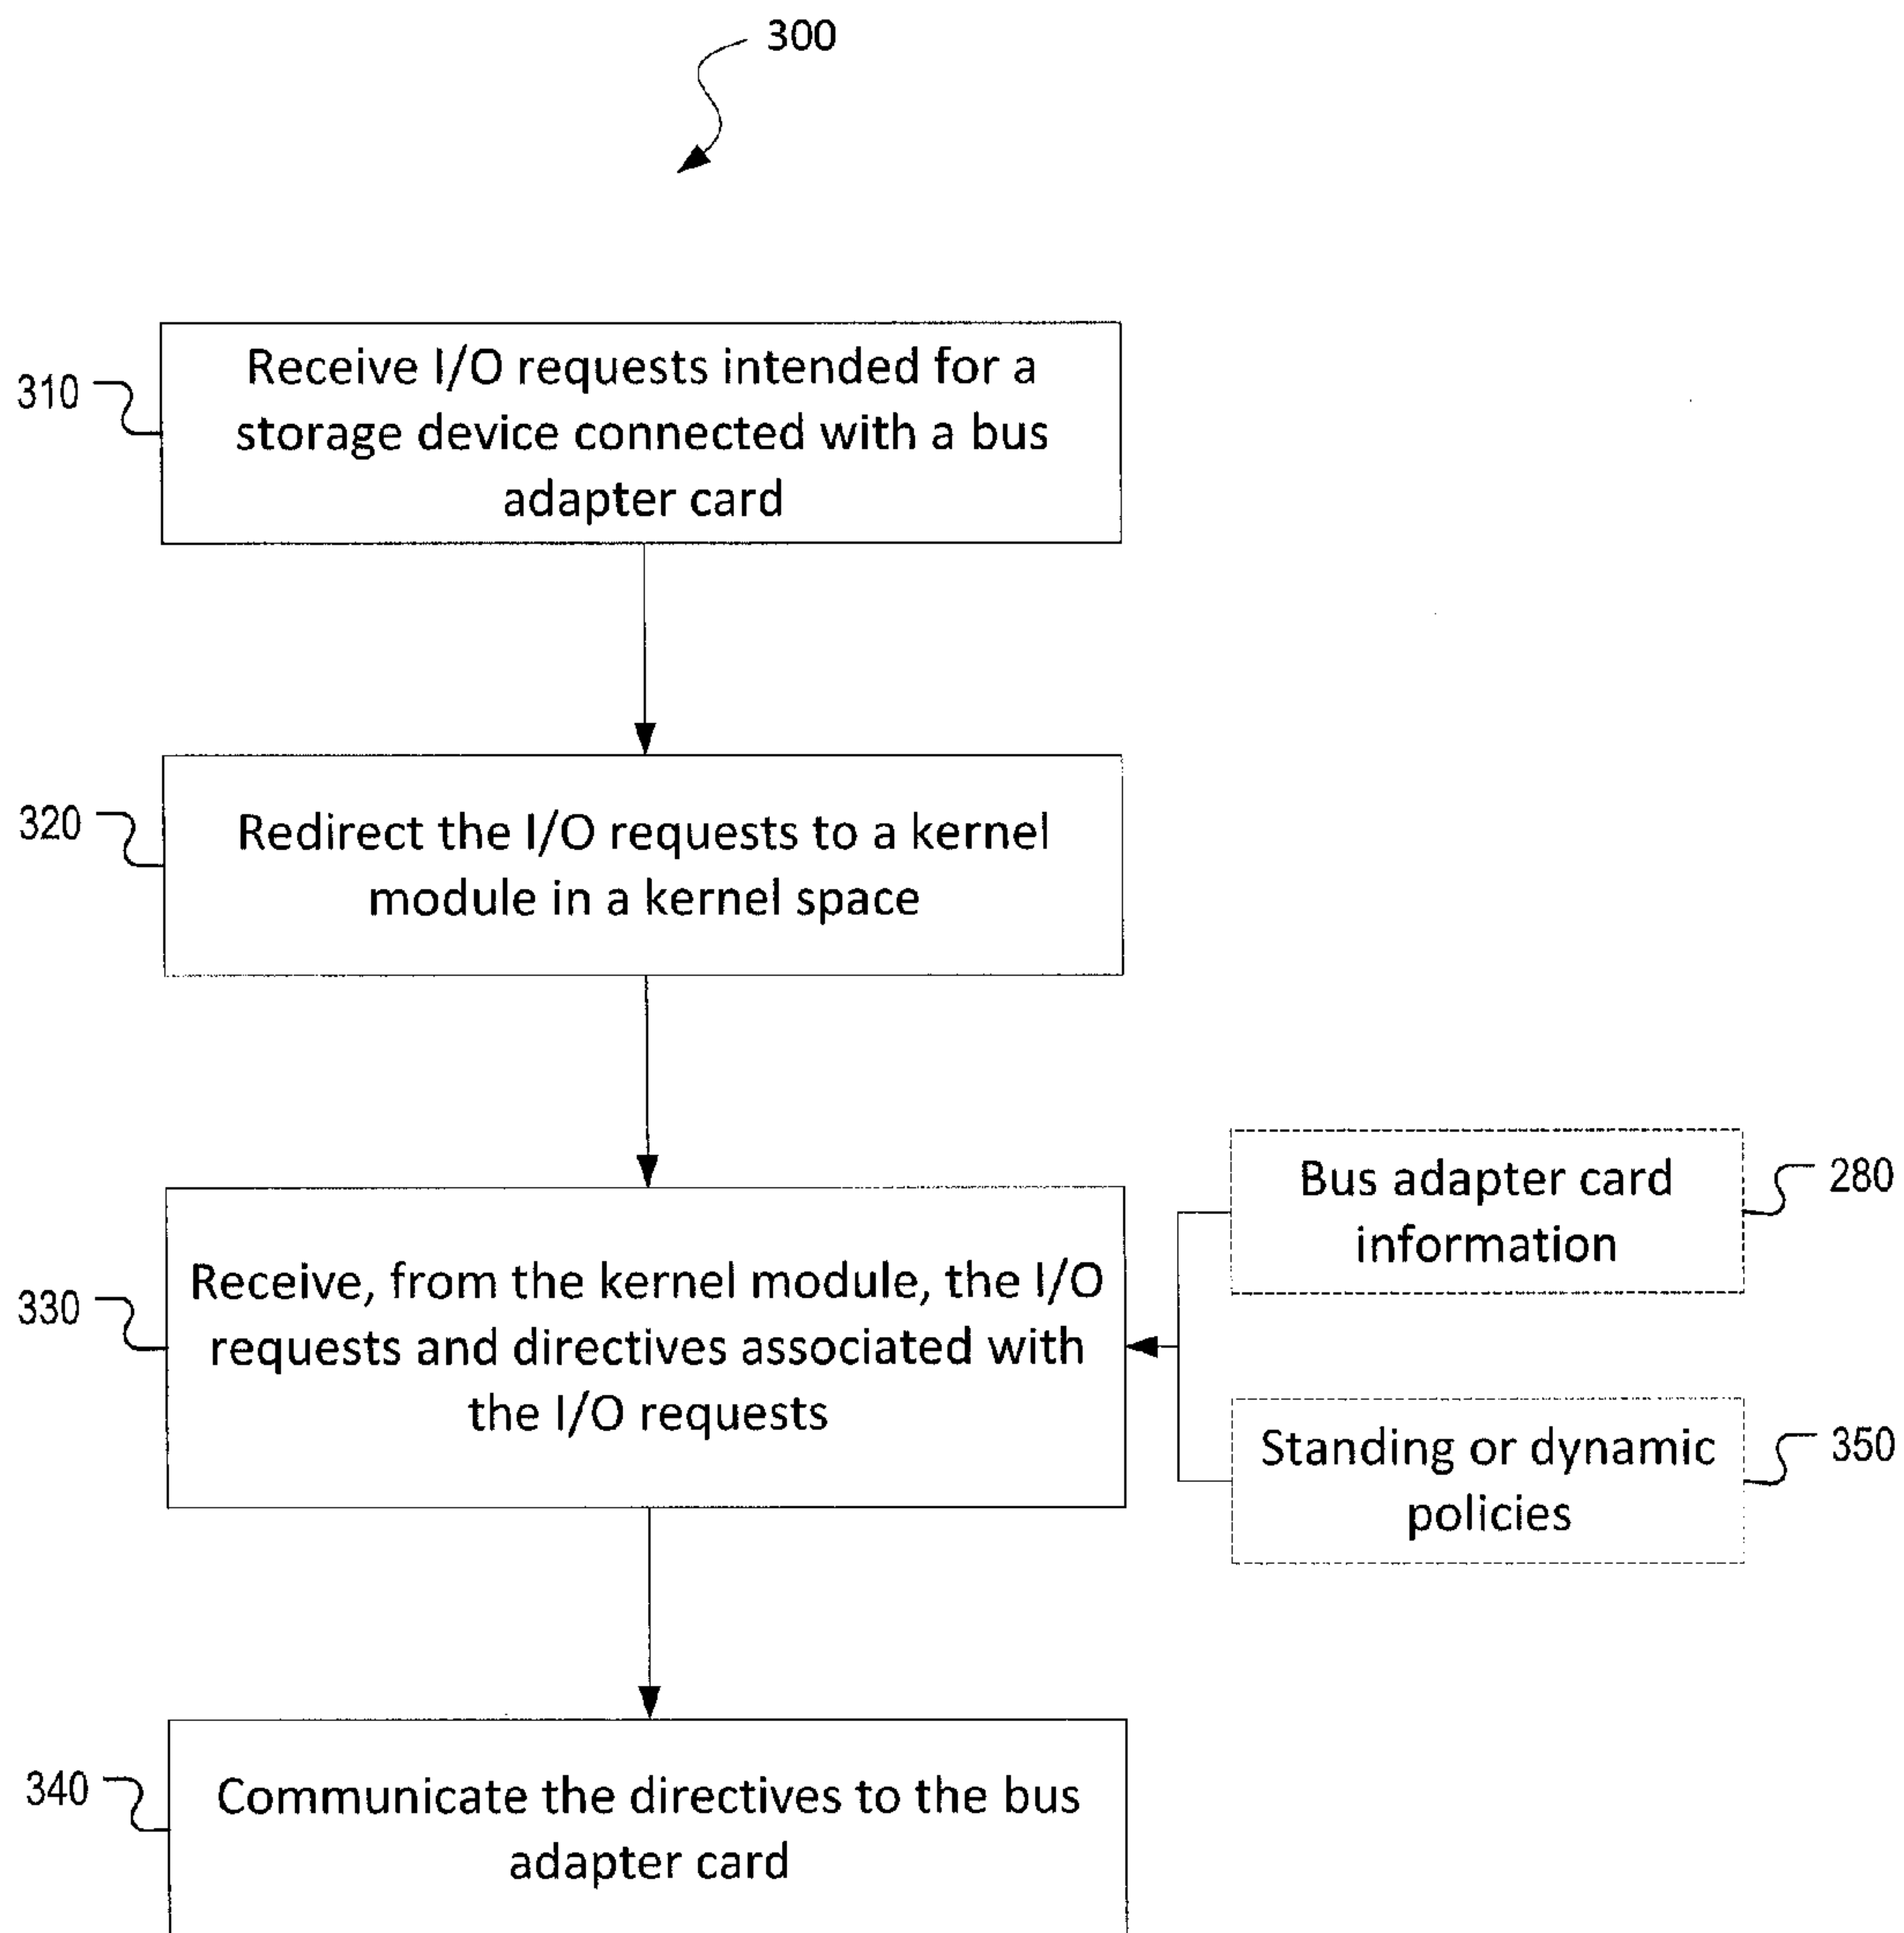 300
310
Receive I/O requests intended for a
storage device connected with a bus
adapter card
320
Redirect the I/O requests to a kernel
module in a kernel space
330
Receive, from the kernel module, the I/O
requests and directives associated with
the I/O requests
Bus adapter card
information
280
Standing or dynamic
policies
350
340
Communicate the directives to the bus
adapter card